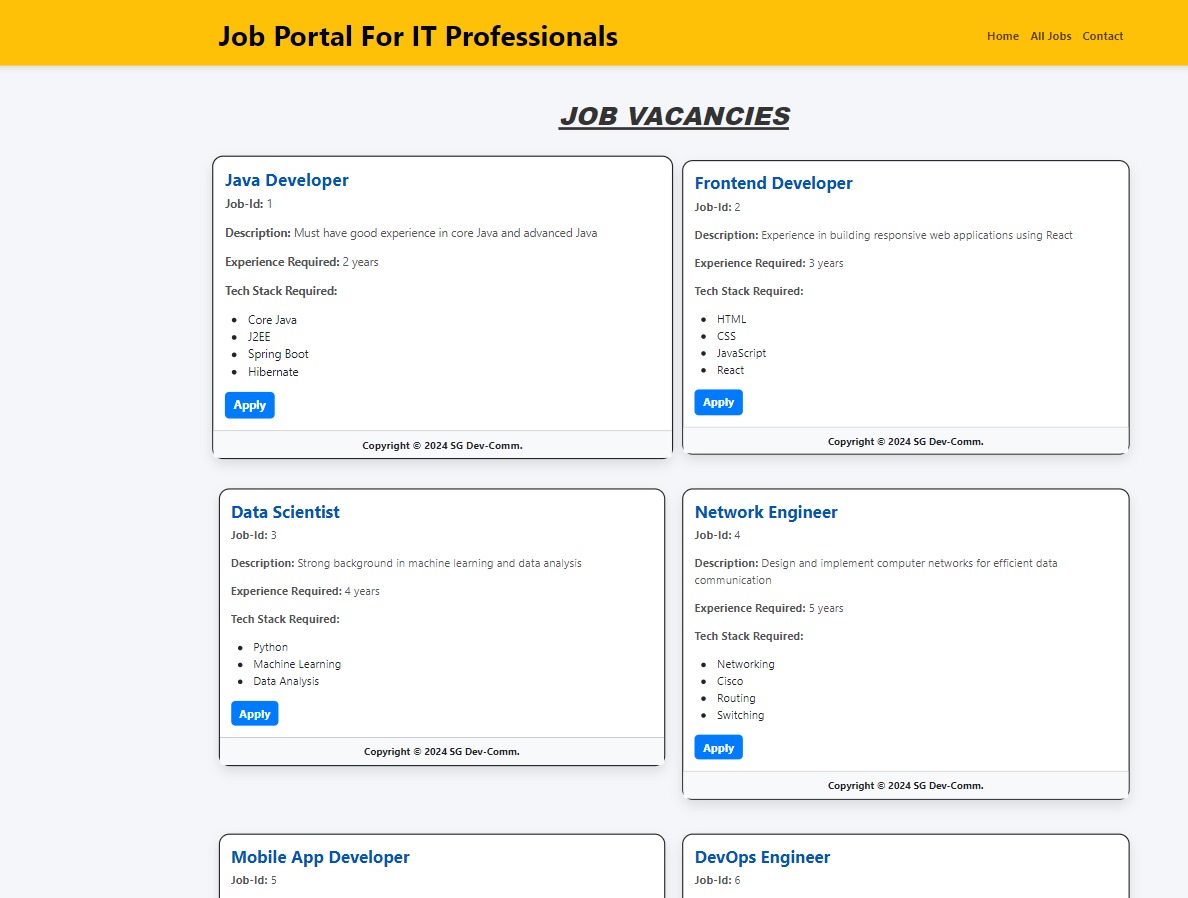 Job Portal For IT Professionals
Home All Jobs Contact
JOB VACANCIES
Java Developer
Job-Id: 1
Description: Must have good experience in core Java and advanced Java
Experience Required: 2 years
Tech Stack Required:
Core Java
J2EE
Spring Boot
Hibernate
Apply
Copyright © 2024 SG Dev-Comm.
Frontend Developer
Job-Id: 2
Description: Experience in building responsive web applications using React
Experience Required: 3 years
Tech Stack Required:
HTML
CSS
JavaScript
React
Apply
Copyright © 2024 SG Dev-Comm.
Data Scientist
Job-Id: 3
Description: Strong background in machine learning and data analysis
Experience Required: 4 years
Tech Stack Required:
Python
Machine Learning
Data Analysis
Apply
Copyright © 2024 SG Dev-Comm.
Network Engineer
Job-Id: 4
Description: Design and implement computer networks for efficient data
communication
Experience Required: 5 years
Tech Stack Required:
Networking
Cisco
Routing
Switching
Apply
Copyright © 2024 SG Dev-Comm.
Mobile App Developer
Job-Id: 5
DevOps Engineer
Job-Id: 6